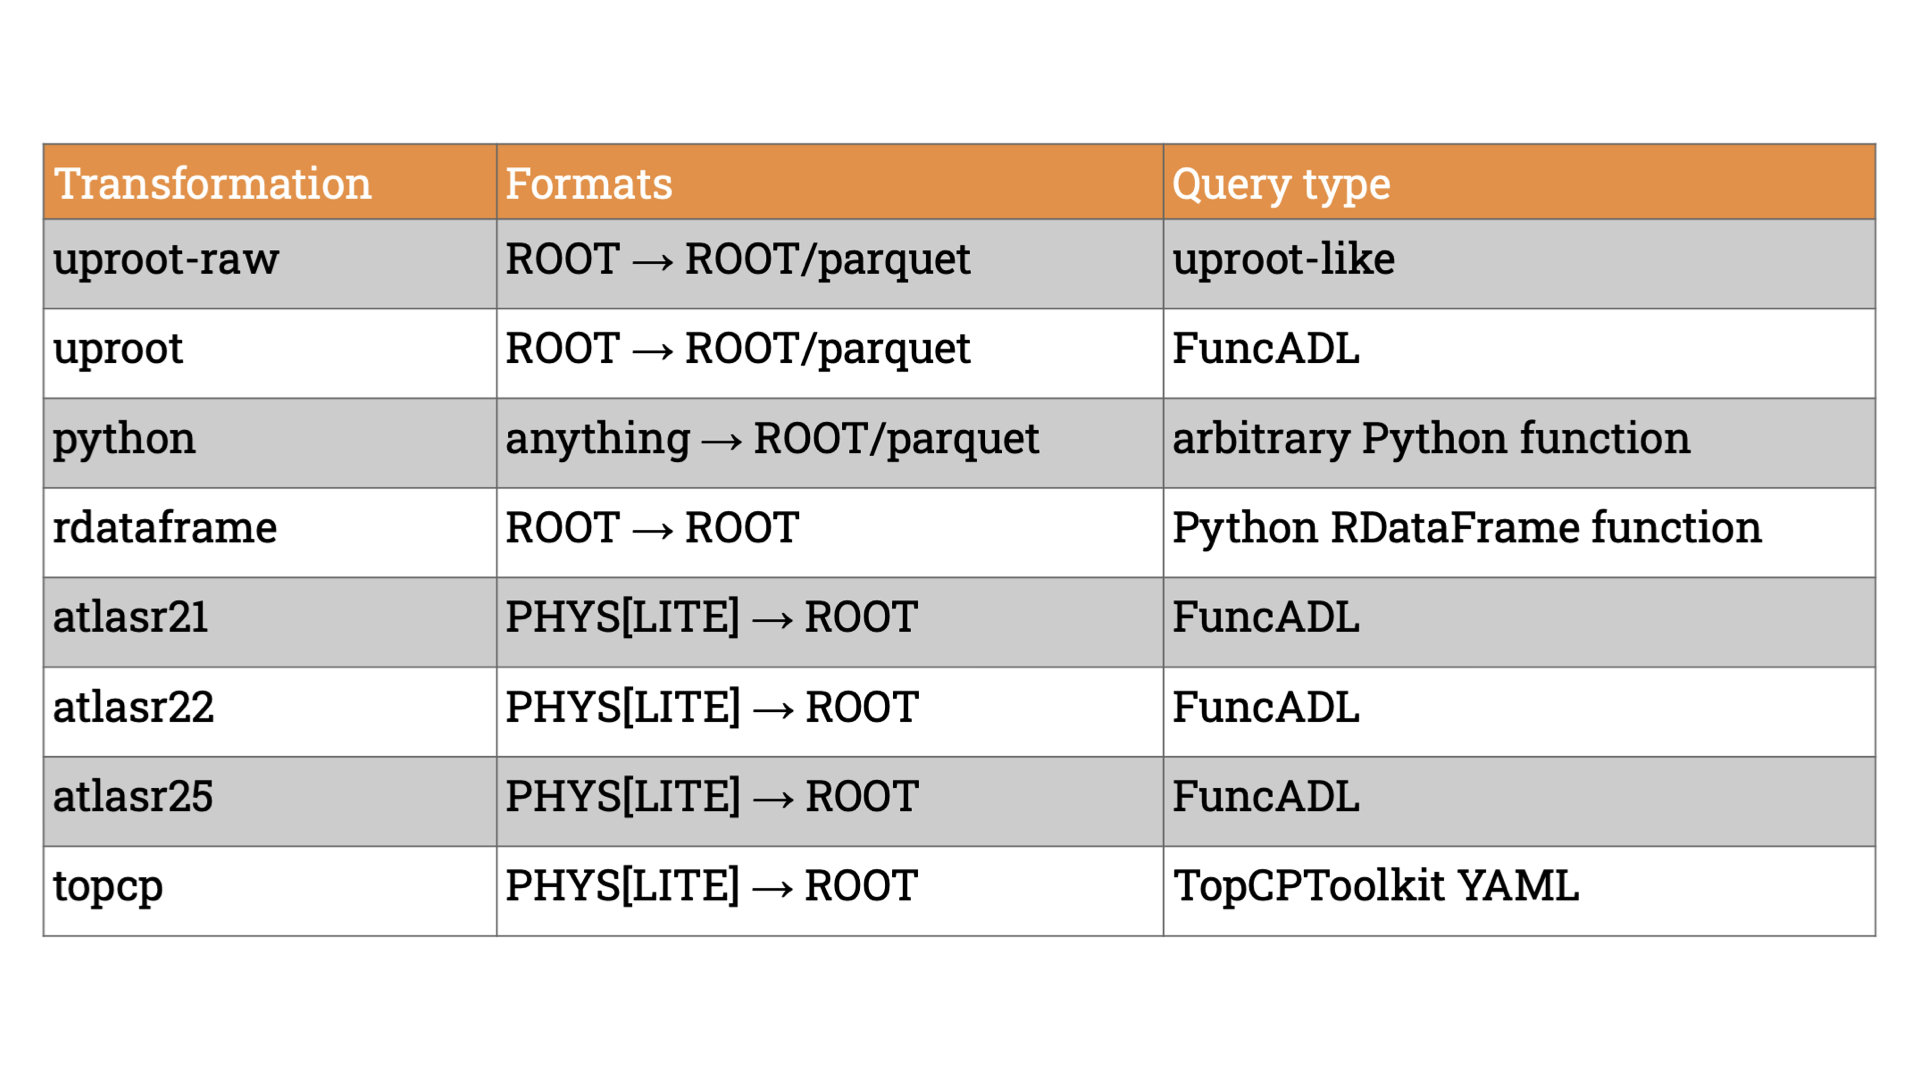 Transformation Formats Query type
uproot-raw ROOT → ROOT/parquet uproot-like
uproot ROOT → ROOT/parquet FuncADL
python anything → ROOT/parquet arbitrary Python function
rdataframe ROOT → ROOT Python RDataFrame function
atlasr21 PHYS[LITE] → ROOT FuncADL
atlasr22 PHYS[LITE] → ROOT FuncADL
atlasr25 PHYS[LITE] → ROOT FuncADL
topcp PHYS[LITE] → ROOT TopCPToolkit YAML